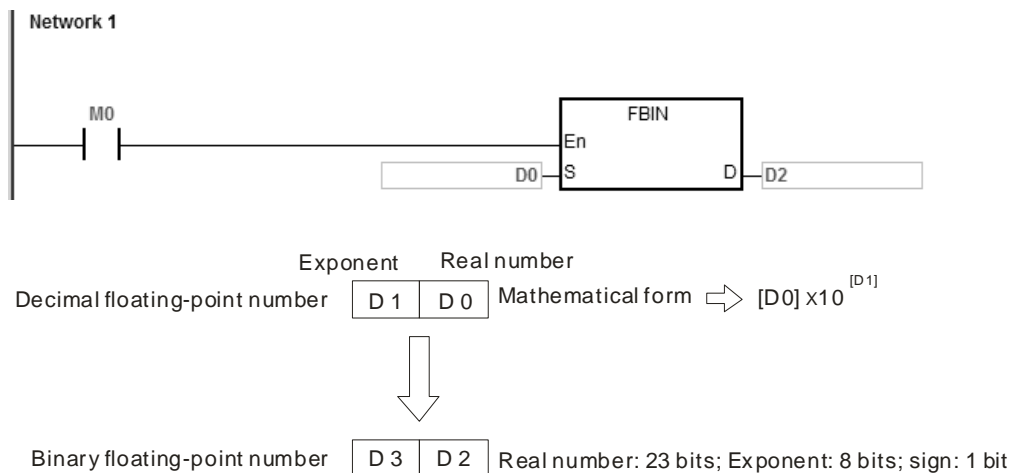 Network 1
M0
FBIN
En
D0 S D D2
Exponent Real number
Decimal floating-point number D 1 D 0 Mathematical form [D0] X10 [D1]
Binary floating-point number D 3 D 2 Real number: 23 bits; Exponent: 8 bits; sign: 1 bit